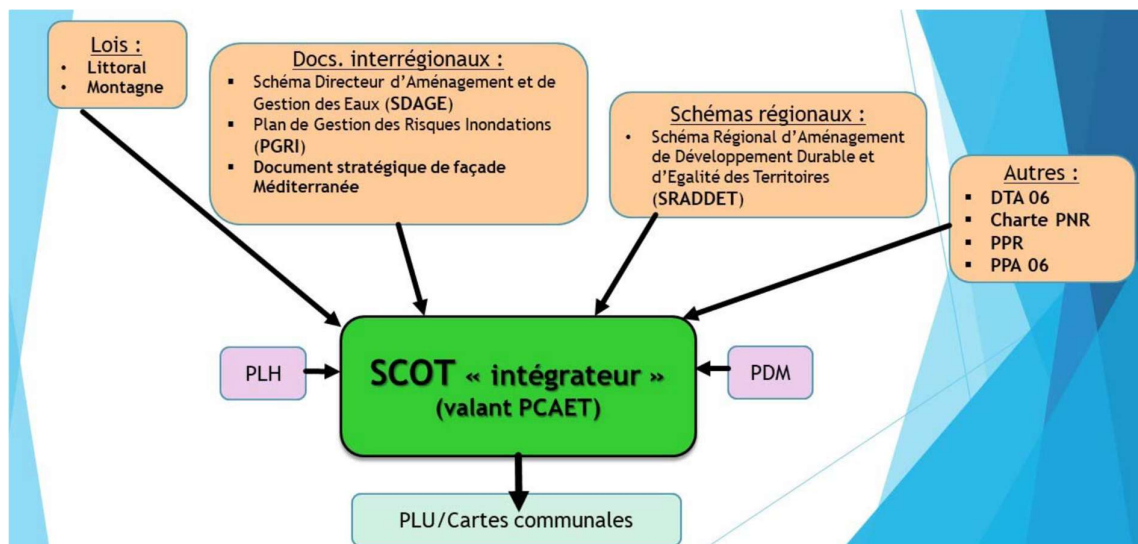 Lois :
• Littoral
• Montagne
Docs. interrégionaux :
▪ Schéma Directeur d'Aménagement et de
Gestion des Eaux (SDAGE)
▪ Plan de Gestion des Risques Inondations
(PGRI)
▪ Document stratégique de façade
Méditerranée
Schémas régionaux :
• Schéma Régional d'Aménagement
de Développement Durable et
d'Egalité des Territoires
(SRADDET)
Autres :
▪ DTA 06
▪ Charte PNR
▪ PPR
▪ PPA 06
PLH
SCOT « intégrateur »
(valant PCAET)
PDM
PLU/Cartes communales